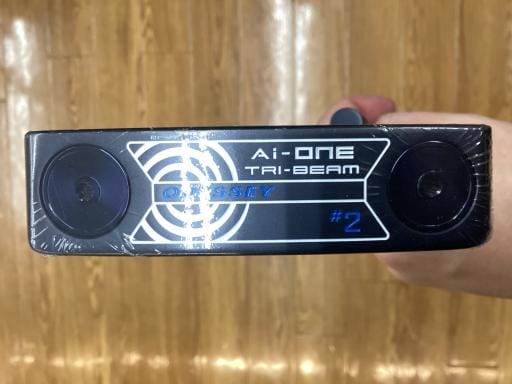 Ai-ONE
TRI-BEAM
ODYSSEY
#2